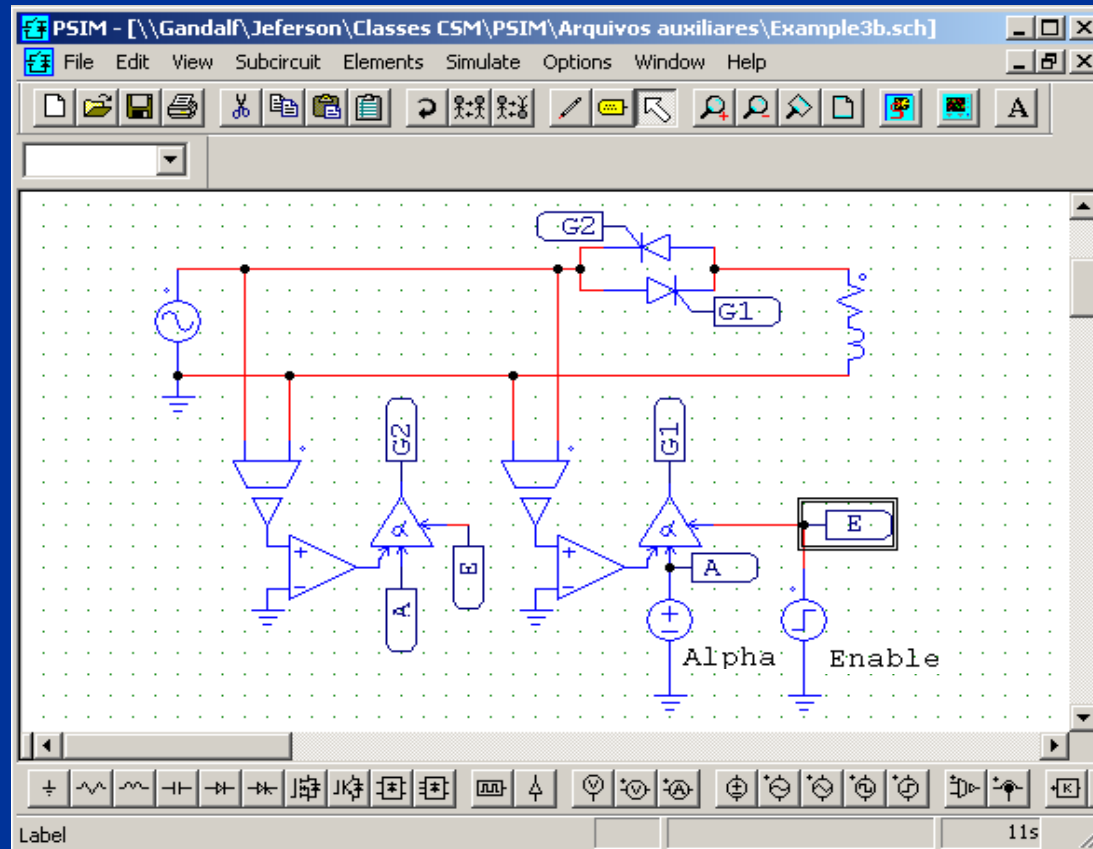 PSIM - [\\Gandalf\Jeferson\Classes CSM\PSIM\Arquivos auxiliares\Example3b.sch]
File Edit View Subcircuit Elements Simulate Options Window Help
A
G2
G1
G2
G1
α
α
E
E
A
A
Alpha
Enable
K
Label
11s